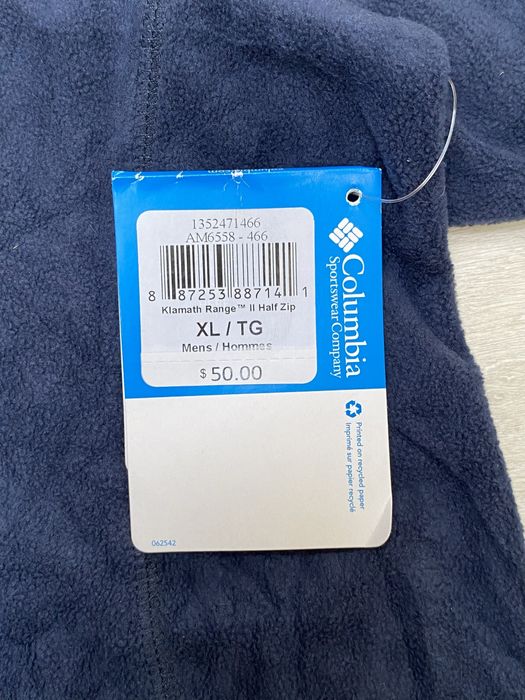 1352471466
AM6558 - 466
8 87253 88714 1
Klamath Range™ II Half Zip
XL / TG
Mens / Hommes
$ 50.00
Columbia
Sportswear Company
Printed on recycled paper
Imprimé sur papier recyclé
062542